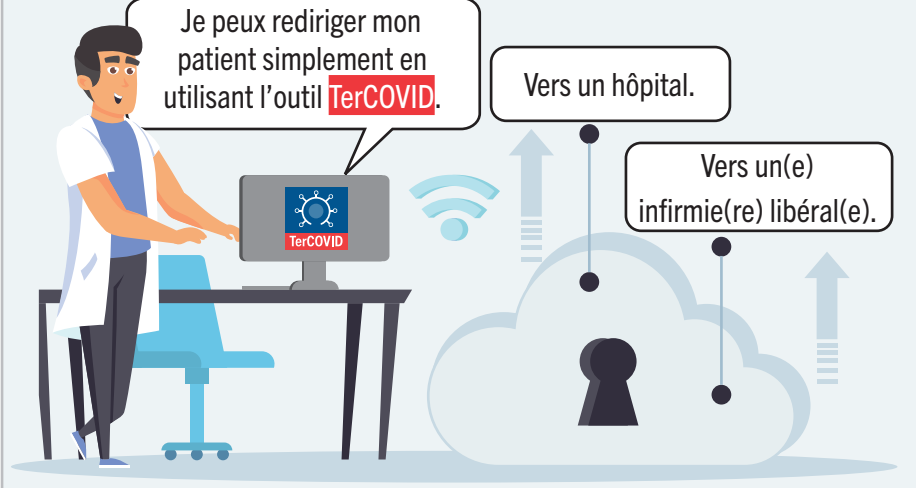 Je peux rediriger mon
patient simplement en
utilisant l'outil TerCOVID.
Vers un hôpital.
Vers un(e)
infirmie(re) libéral(e).
TerCOVID